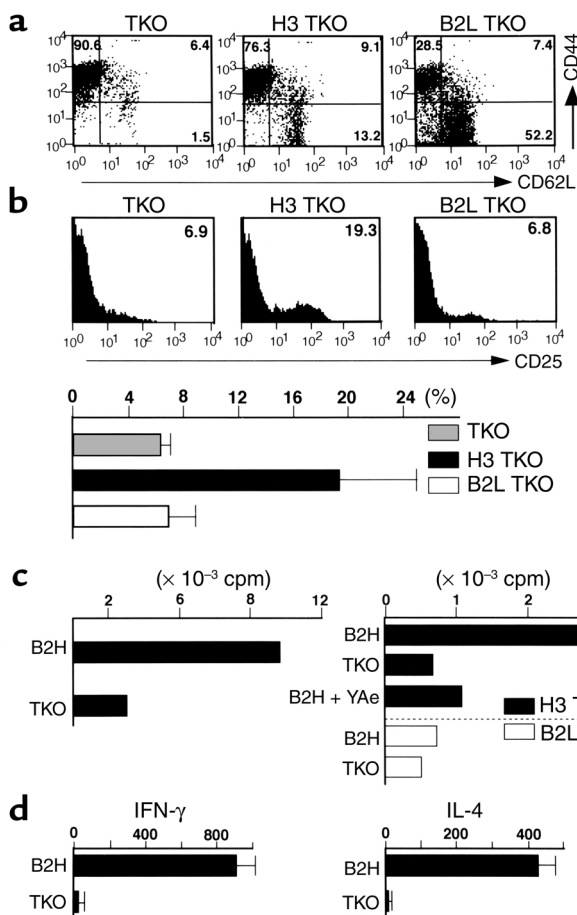 a
TKO H3 TKO B2L TKO
10⁴ 90.6 6.4 10⁴ 76.3 9.1 10⁴ 28.5 7.4
10³ 10³ 10³
10² 10² 10²
10¹ 10¹ 10¹
10⁰ 1.5 10⁰ 13.2 10⁰ 52.2
10⁰ 10¹ 10² 10³ 10⁴ 10⁰ 10¹ 10² 10³ 10⁴ 10⁰ 10¹ 10² 10³ 10⁴
CD44
CD62L
b
TKO H3 TKO B2L TKO
6.9 19.3 6.8
10⁰ 10¹ 10² 10³ 10⁴ 10⁰ 10¹ 10² 10³ 10⁴ 10⁰ 10¹ 10² 10³ 10⁴
CD25
0 4 8 12 16 20 24 (%)
TKO
H3 TKO
B2L TKO
c
(× 10⁻³ cpm)
2 6 10 12
B2H
TKO
(× 10⁻³ cpm)
0 1 2
B2H
TKO
B2H + YAe
H3 T
B2L
B2H
TKO
d
IFN-γ
0 400 800
B2H
TKO
IL-4
0 200 400
B2H
TKO